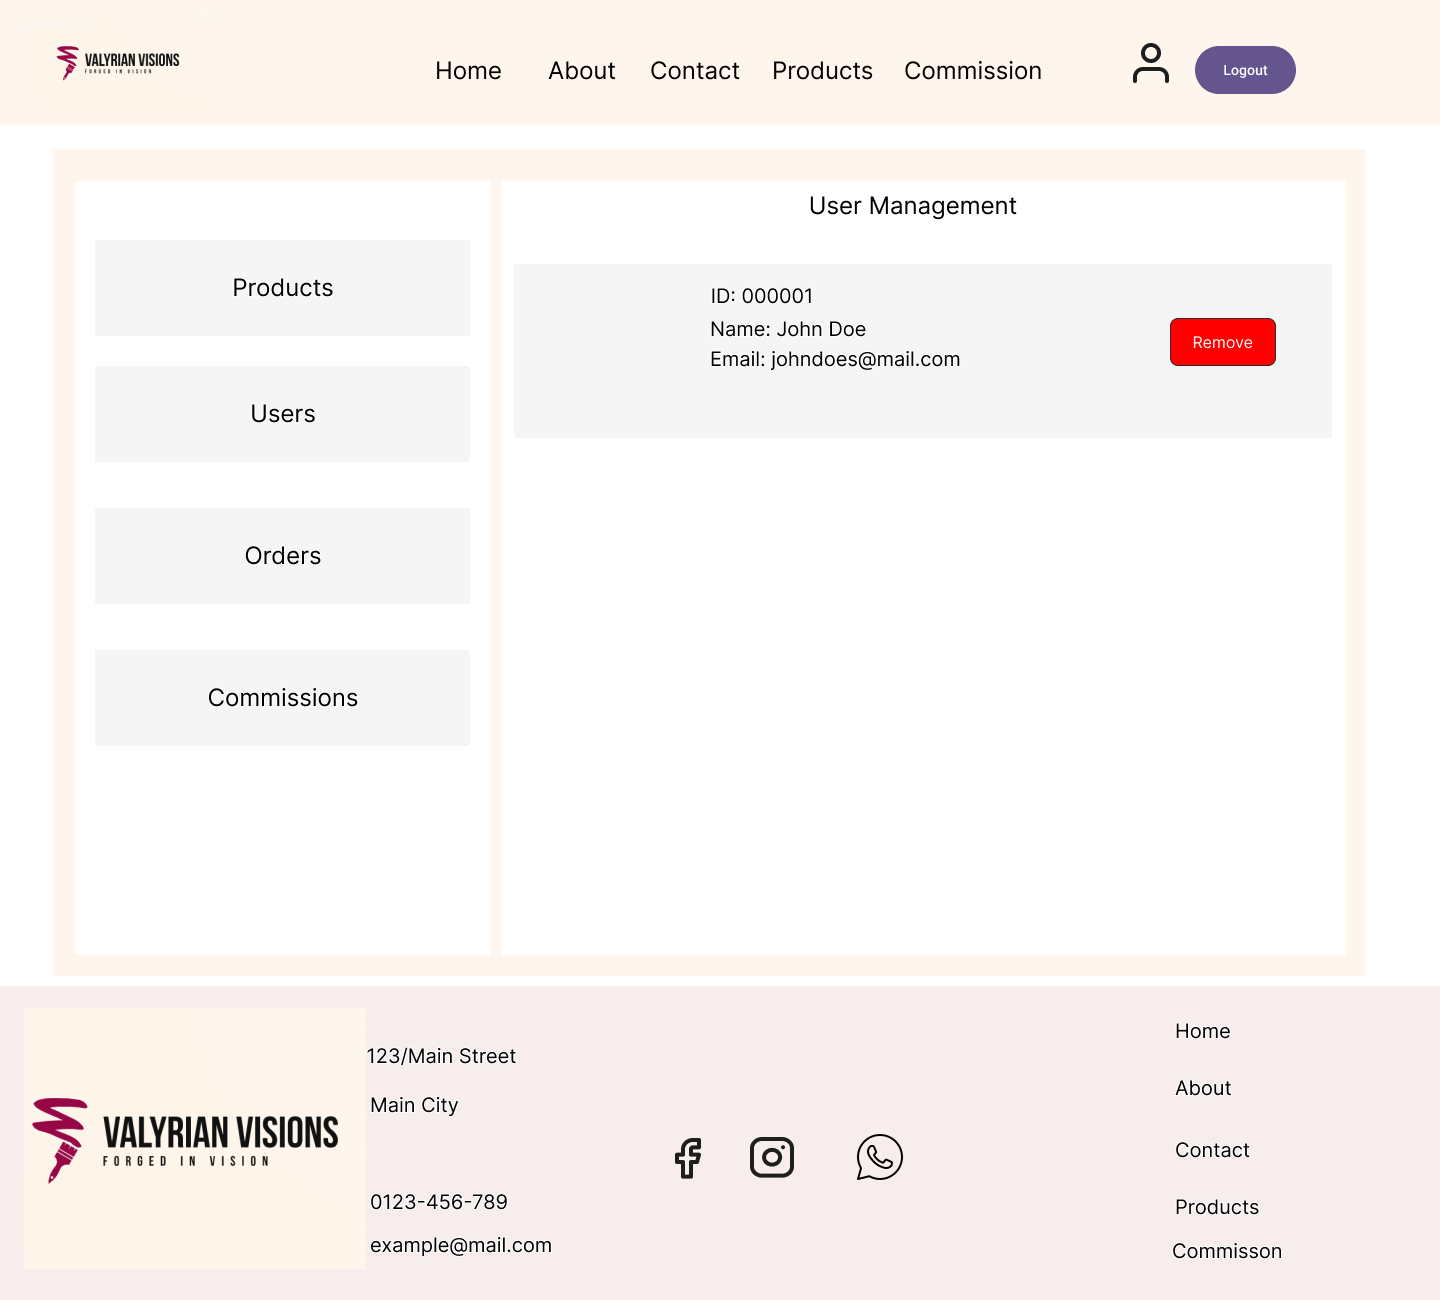 VALYRIAN VISIONS
FORGED IN VISION
Home About Contact Products Commission
Logout
Products
Users
Orders
Commissions
User Management
ID: 000001
Name: John Doe
Email: johndoes@mail.com
Remove
VALYRIAN VISIONS
FORGED IN VISION
123/Main Street
Main City
0123-456-789
example@mail.com
Home
About
Contact
Products
Commisson